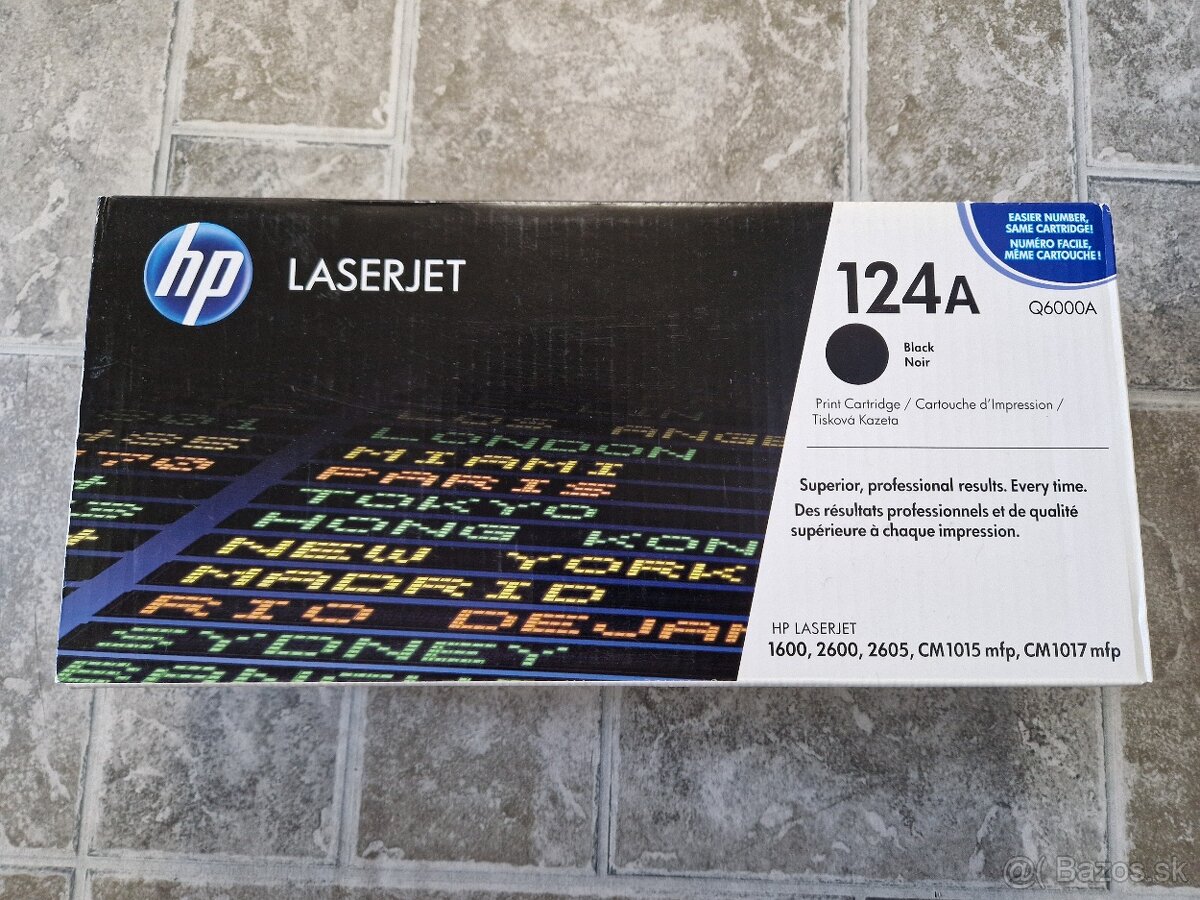 hp
LASERJET
EASIER NUMBER,
SAME CARTRIDGE!
NUMÉRO FACILE,
MÊME CARTOUCHE!
124A
Q6000A
Black
Noir
Print Cartridge / Cartouche d'Impression /
Tisková Kazeta
Superior, professional results. Every time.
Des résultats professionnels et de qualité
supérieure à chaque impression.
HP LASERJET
1600, 2600, 2605, CM1015 mfp, CM1017 mfp
LONDON
MIAMI
PARIS
TOKYO
HONG KON
NEW YORK
MADRID
RIO DEJAN
SYDNEY
@Bazos.sk